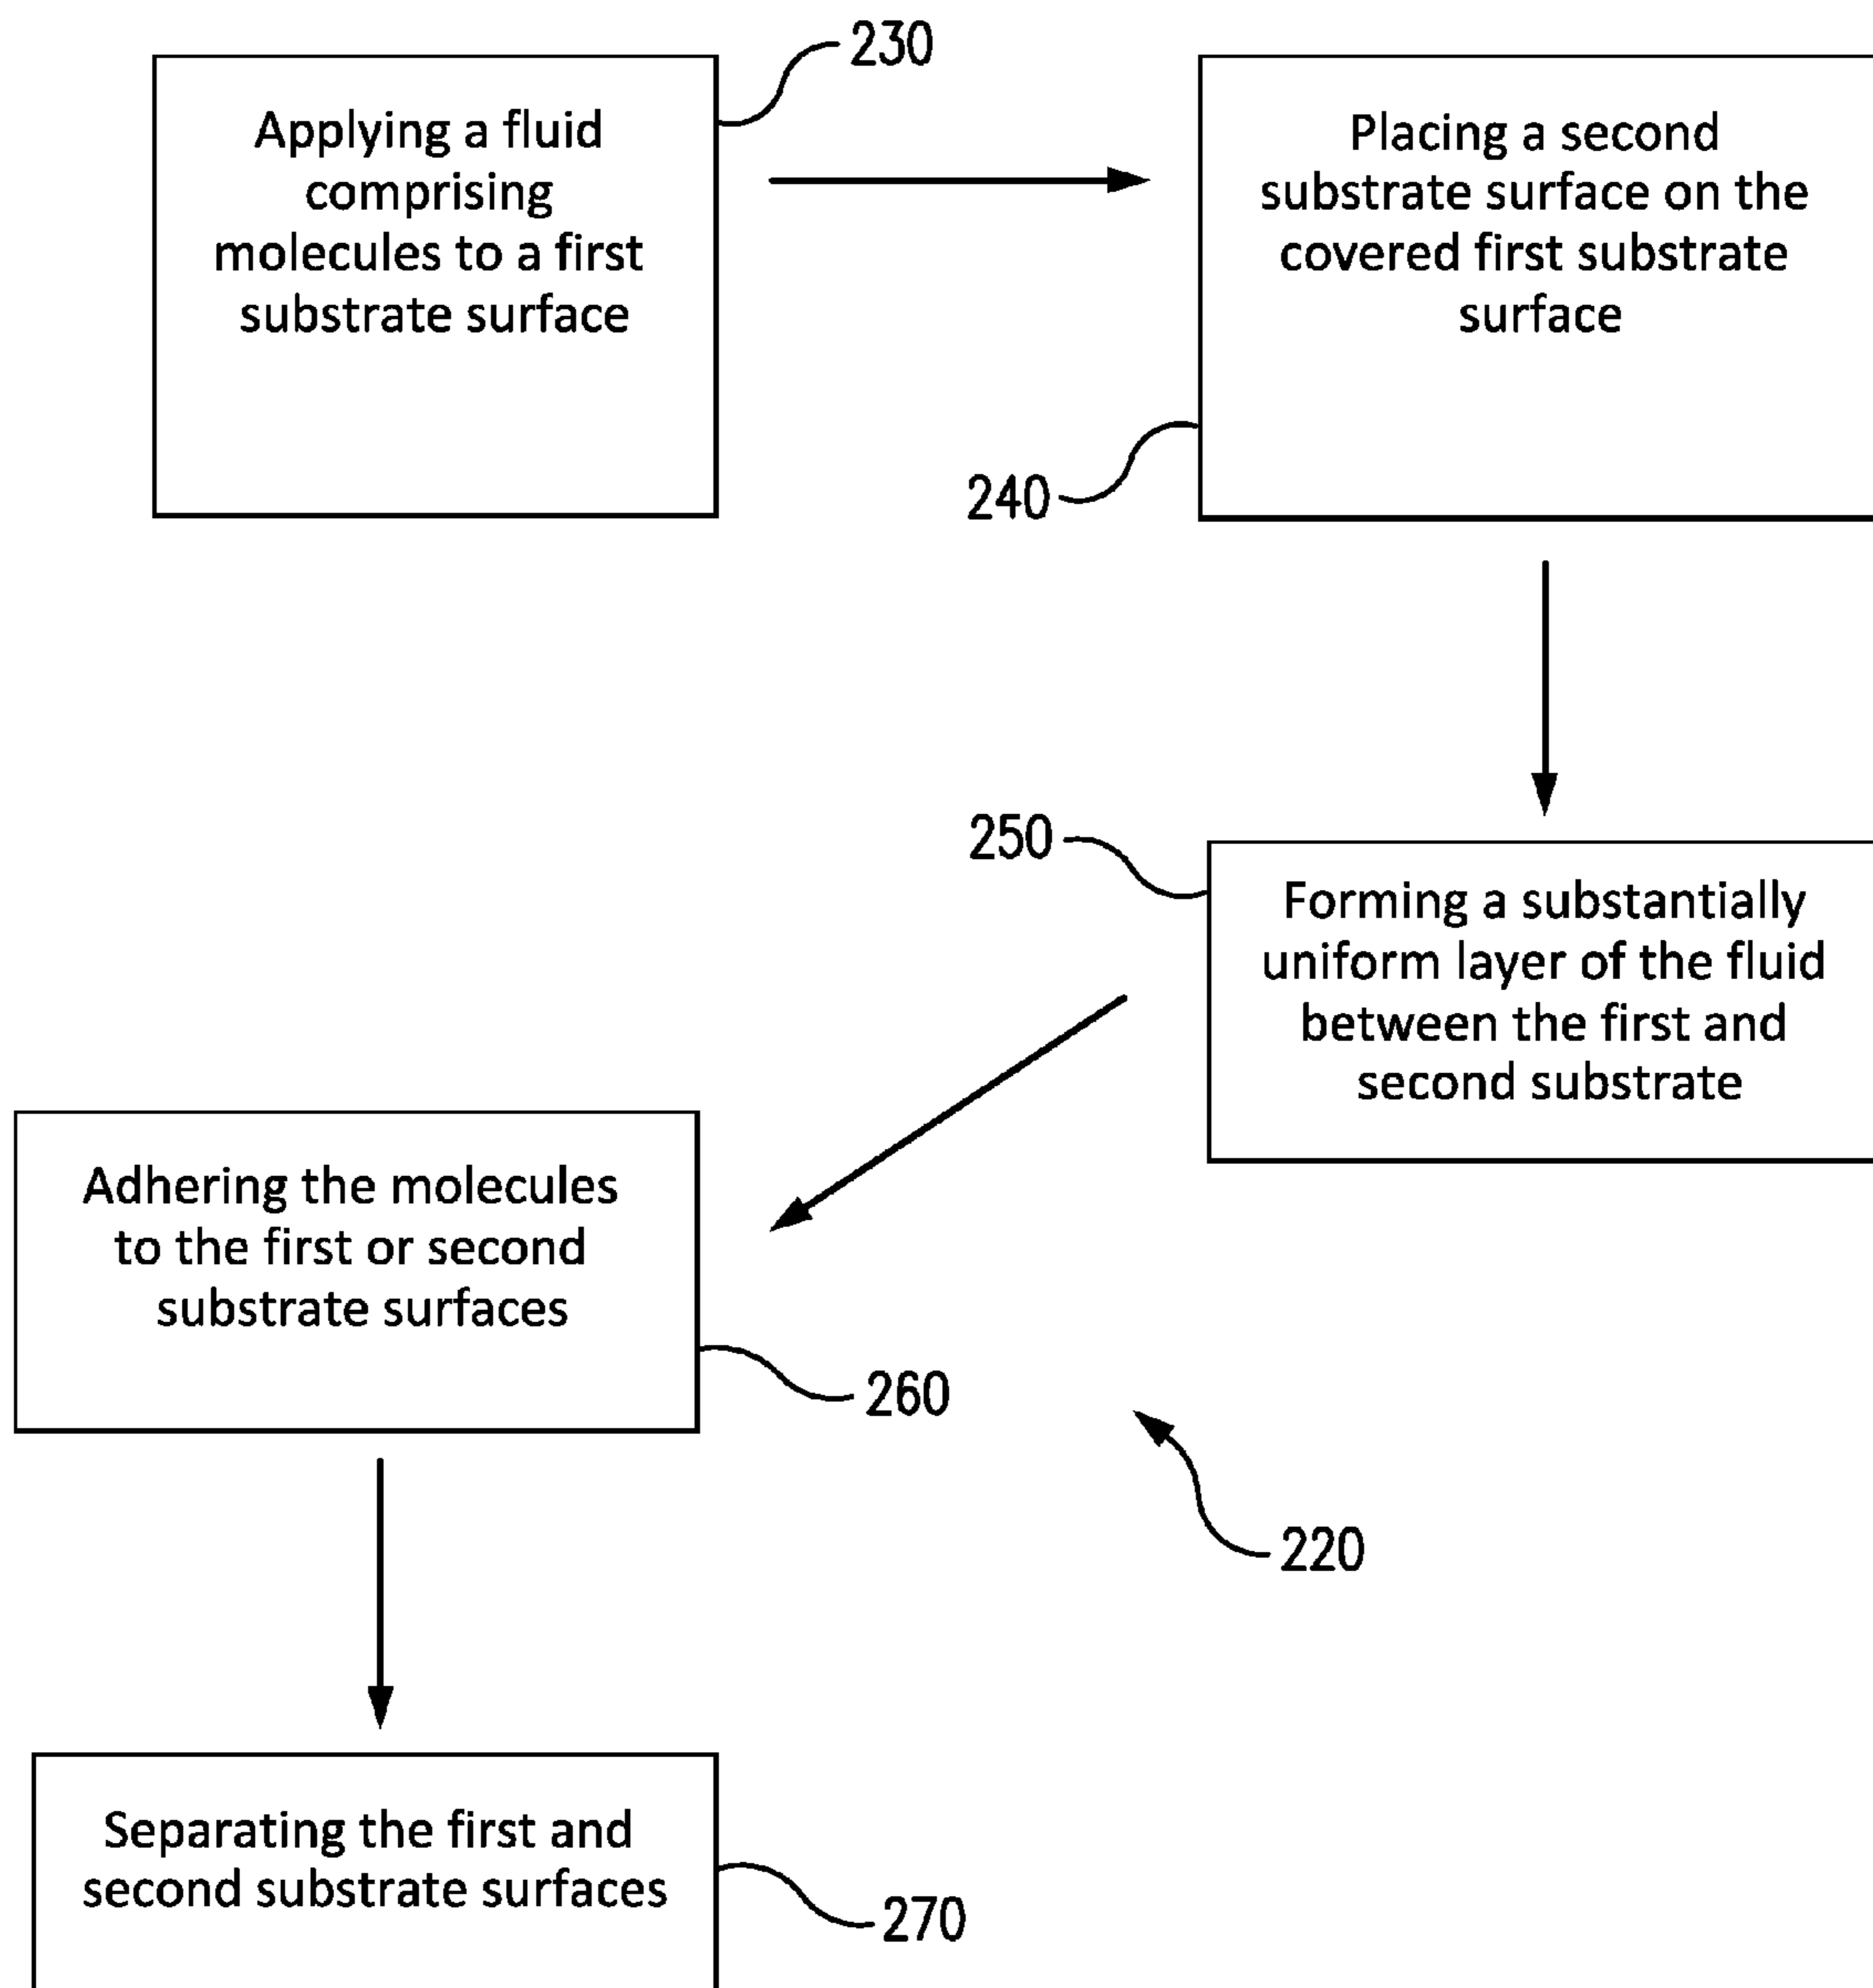 230
Applying a fluid
comprising
molecules to a first
substrate surface
Placing a second
substrate surface on the
covered first substrate
surface
240
250
Forming a substantially
uniform layer of the fluid
between the first and
second substrate
Adhering the molecules
to the first or second
substrate surfaces
260
220
Separating the first and
second substrate surfaces
270